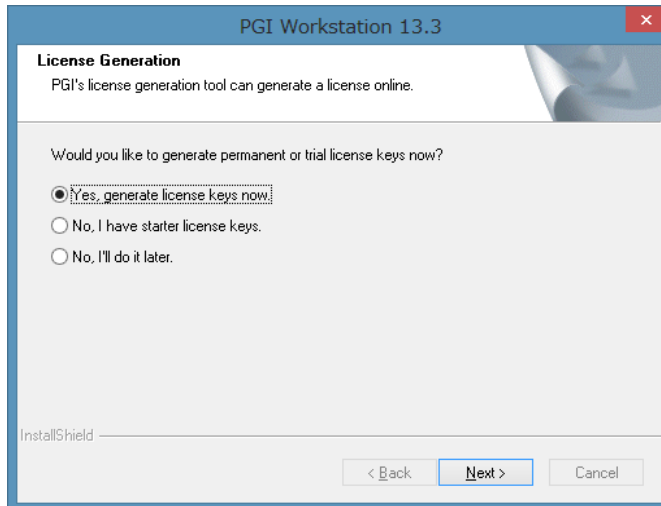 PGI Workstation 13.3
License Generation
PGI's license generation tool can generate a license online.
Would you like to generate permanent or trial license keys now?
Yes, generate license keys now.
No, I have starter license keys.
No, I'll do it later.
InstallShield
< Back
Next >
Cancel